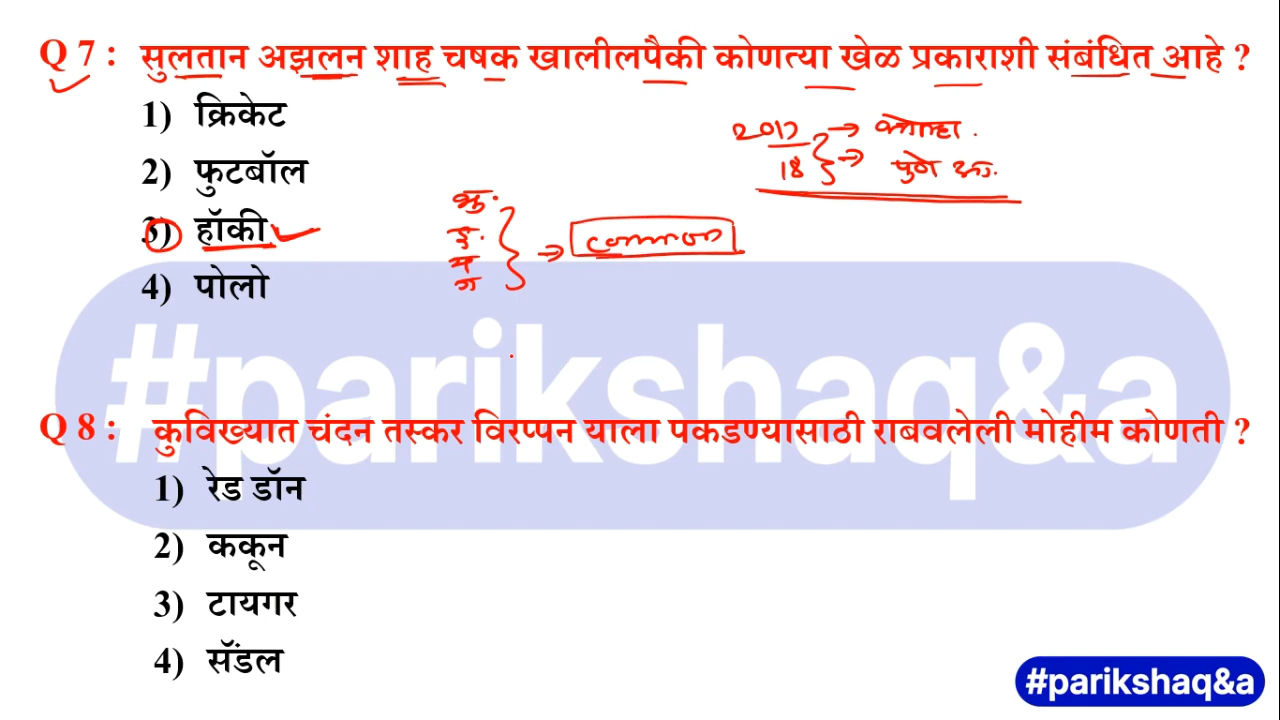 Q 7 : सुलतान अझलन शाह चषक खालीलपैकी कोणत्या खेळ प्रकाराशी संबंधित आहे ?
1) क्रिकेट
2) फुटबॉल
3) हॉकी
4) पोलो
2017
18 पुणे
common
#parikshaq&a
Q 8 : कुविख्यात चंदन तस्कर विरप्पन याला पकडण्यासाठी राबवलेली मोहीम कोणती ?
1) रेड डॉन
2) ककून
3) टायगर
4) सॅंडल
#parikshaq&a